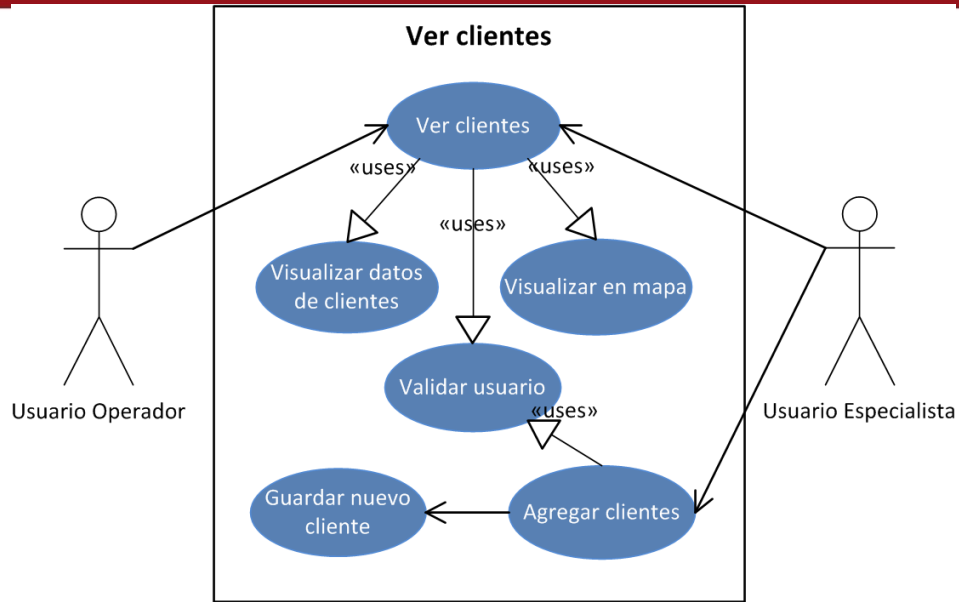 Ver clientes
Ver clientes
«uses»
«uses»
«uses»
Visualizar datos
de clientes
Visualizar en mapa
Validar usuario
«uses»
Usuario Operador
Usuario Especialista
Guardar nuevo
cliente
Agregar clientes